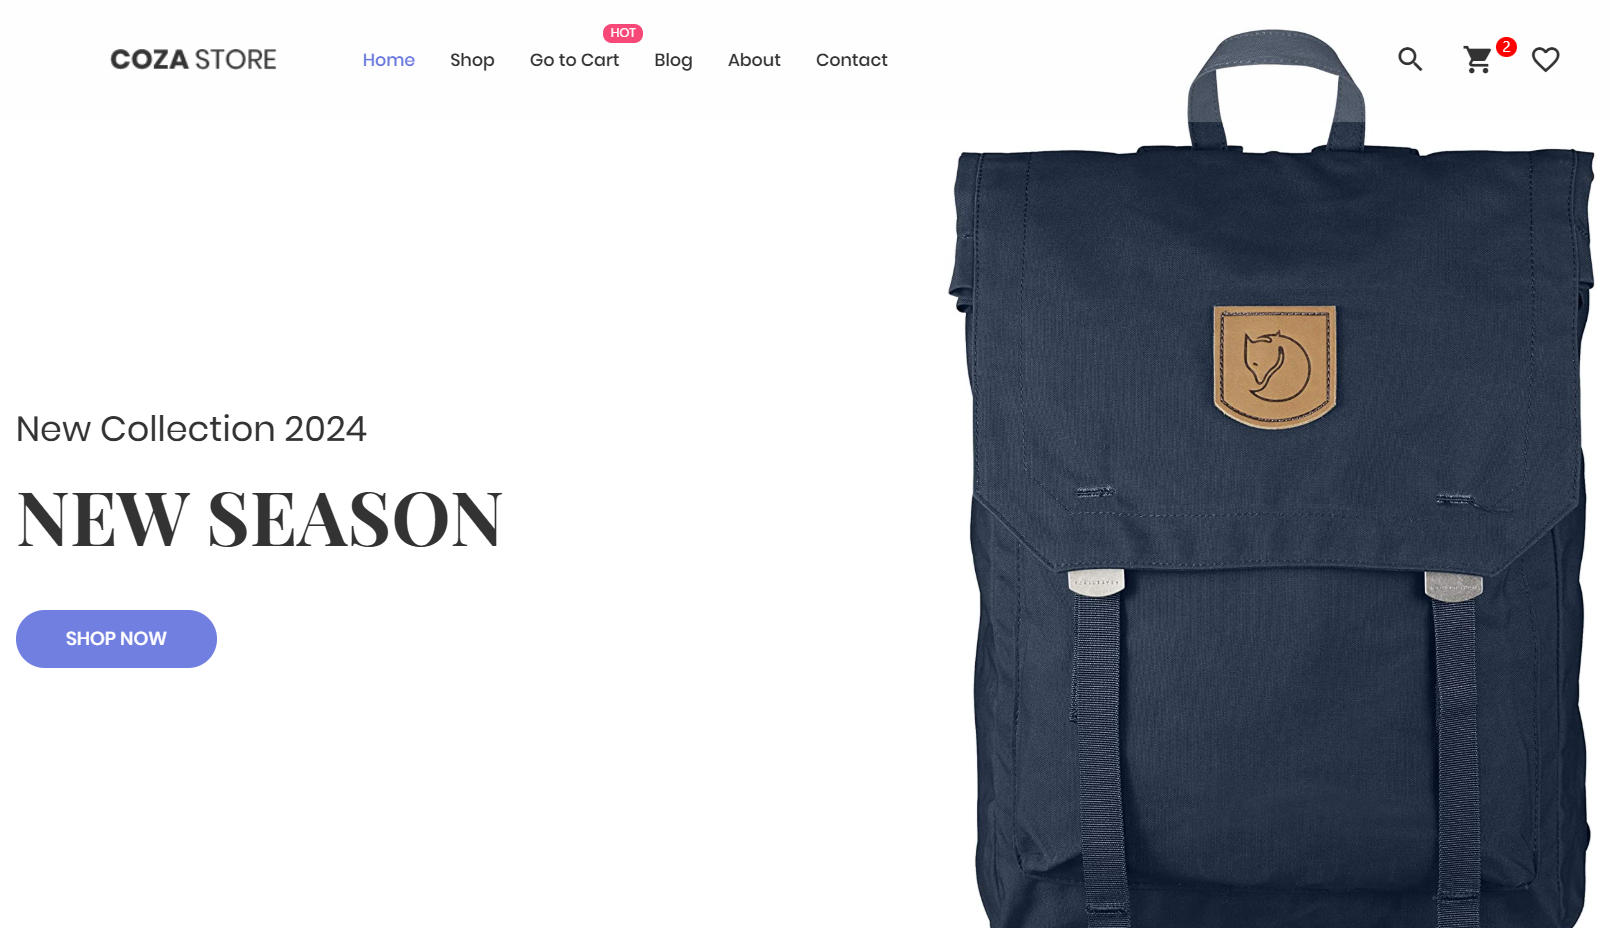 COZA STORE
Home
Shop
Go to Cart
HOT
Blog
About
Contact
2
New Collection 2024
NEW SEASON
SHOP NOW